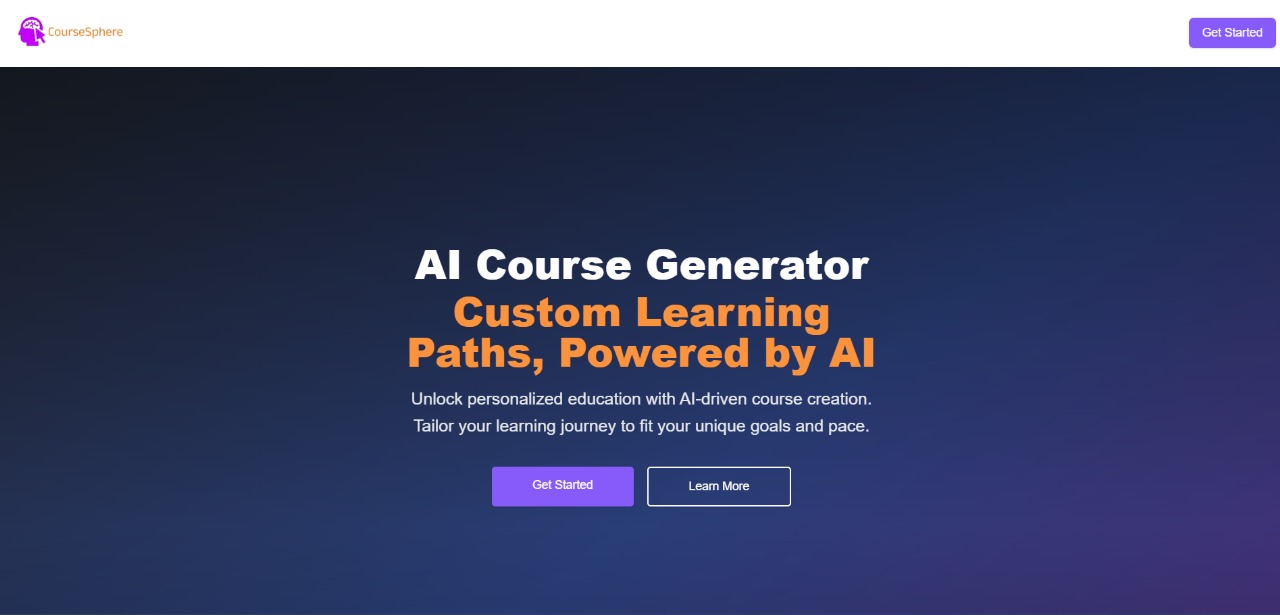 CourseSphere
Get Started
AI Course Generator
Custom Learning
Paths, Powered by AI
Unlock personalized education with AI-driven course creation.
Tailor your learning journey to fit your unique goals and pace.
Get Started
Learn More